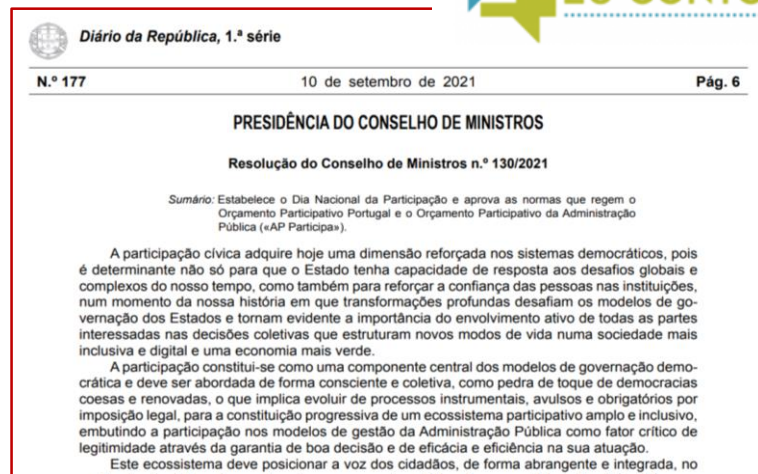 Diário da República, 1.ª série
N.º 177 10 de setembro de 2021 Pág. 6
PRESIDÊNCIA DO CONSELHO DE MINISTROS
Resolução do Conselho de Ministros n.º 130/2021
Sumário: Estabelece o Dia Nacional da Participação e aprova as normas que regem o
Orçamento Participativo Portugal e o Orçamento Participativo da Administração
Pública («AP Participa»).
A participação cívica adquire hoje uma dimensão reforçada nos sistemas democráticos, pois
é determinante não só para que o Estado tenha capacidade de resposta aos desafios globais e
complexos do nosso tempo, como também para reforçar a confiança das pessoas nas instituições,
num momento da nossa história em que transformações profundas desafiam os modelos de go-
vernação dos Estados e tornam evidente a importância do envolvimento ativo de todas as partes
interessadas nas decisões coletivas que estruturam novos modos de vida numa sociedade mais
inclusiva e digital e uma economia mais verde.
A participação constitui-se como uma componente central dos modelos de governação demo-
crática e deve ser abordada de forma consciente e coletiva, como pedra de toque de democracias
coesas e renovadas, o que implica evoluir de processos instrumentais, avulsos e obrigatórios por
imposição legal, para a constituição progressiva de um ecossistema participativo amplo e inclusivo,
embutindo a participação nos modelos de gestão da Administração Pública como fator crítico de
legitimidade através da garantia de boa decisão e de eficácia e eficiência na sua atuação.
Este ecossistema deve posicionar a voz dos cidadãos, de forma abrangente e integrada, no